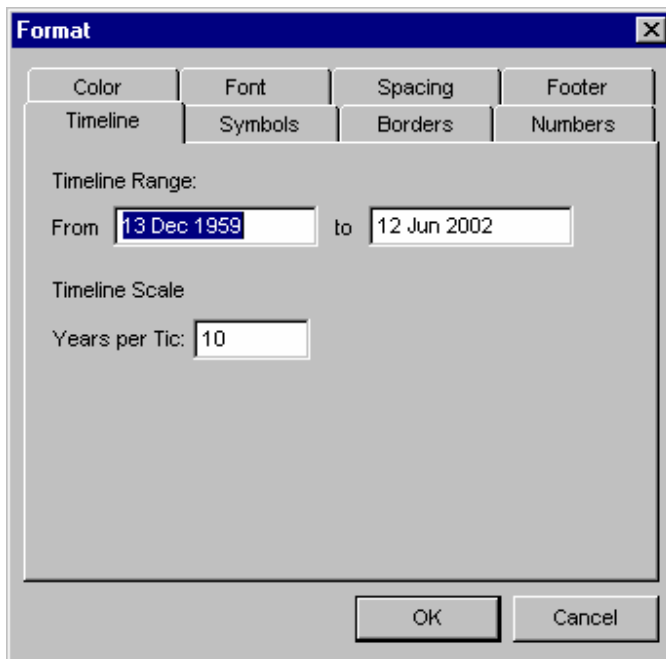 Format
Color Font Spacing Footer
Timeline Symbols Borders Numbers
Timeline Range:
From 13 Dec 1959 to 12 Jun 2002
Timeline Scale
Years per Tic: 10
OK Cancel